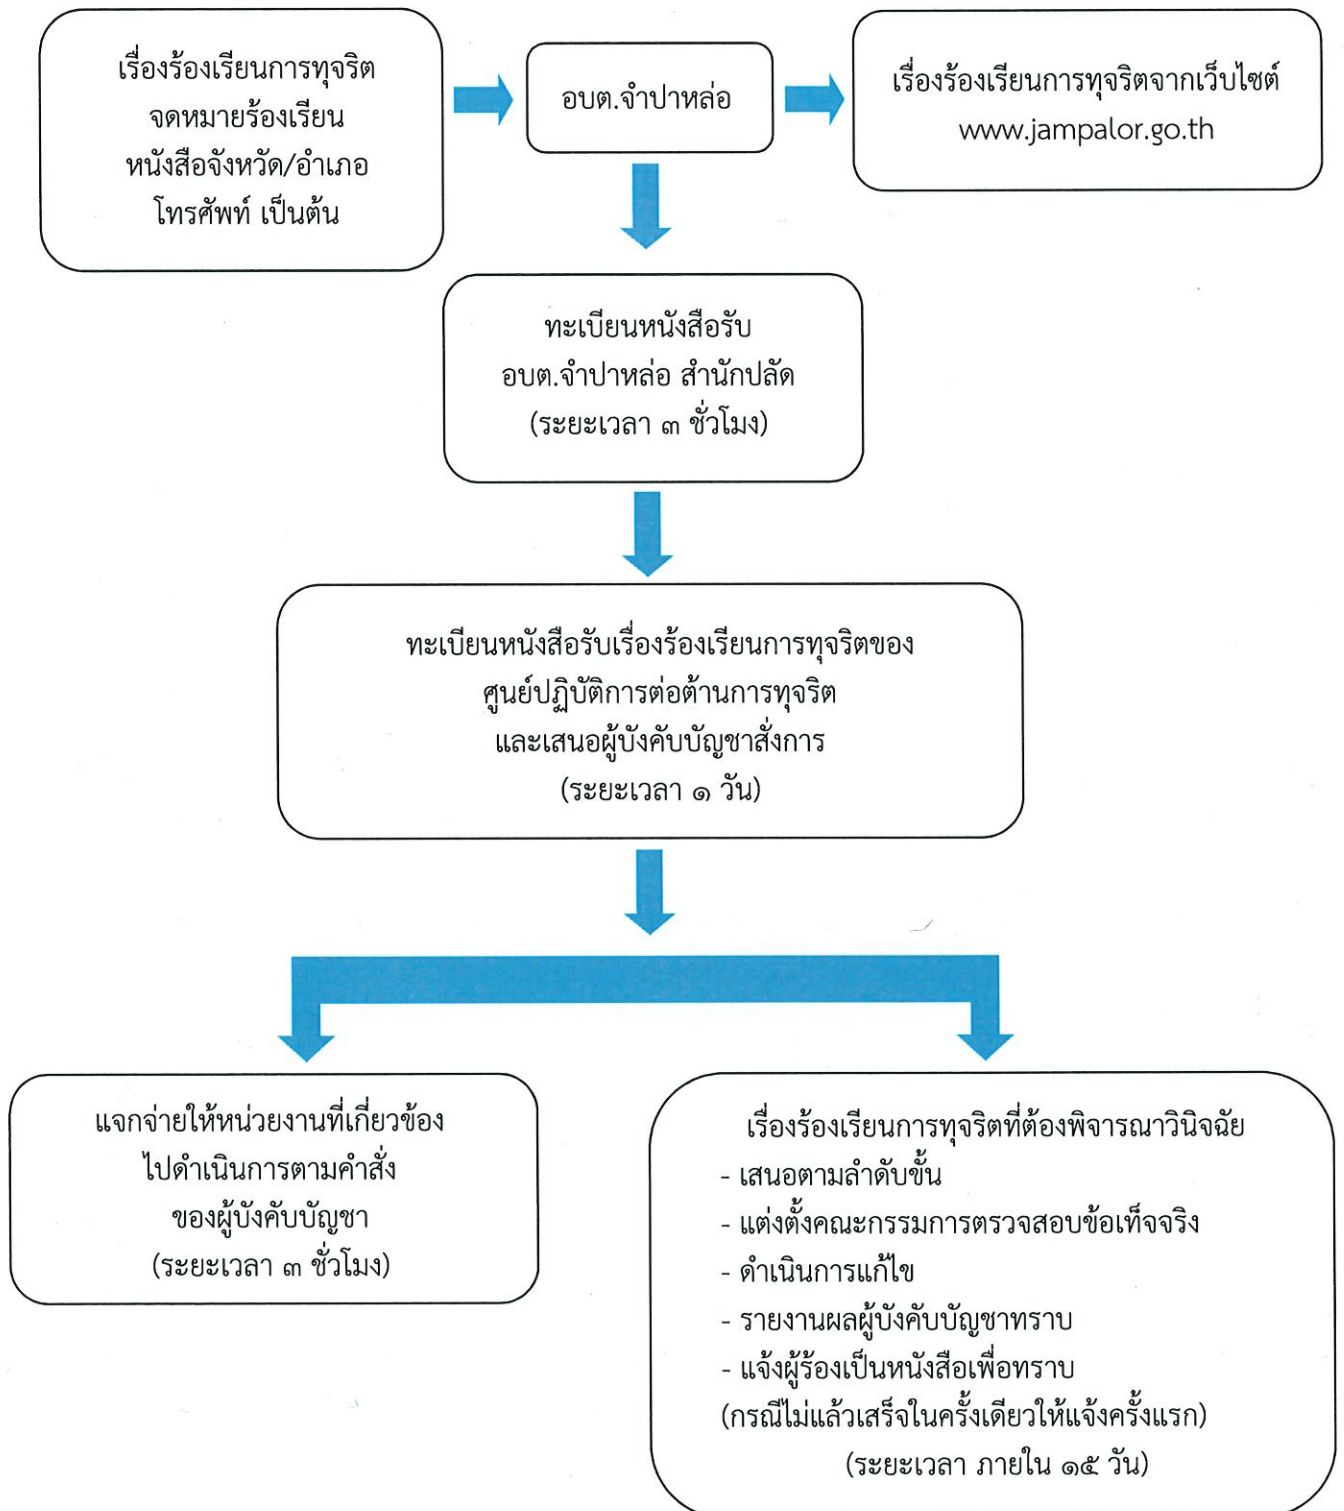 เรื่องร้องเรียนการทุจริต
จดหมายร้องเรียน
หนังสือจังหวัด/อำเภอ
โทรศัพท์ เป็นต้น
อบต.จำปาหล่อ
เรื่องร้องเรียนการทุจริตจากเว็บไซต์
www.jampalor.go.th
ทะเบียนหนังสือรับ
อบต.จำปาหล่อ สำนักปลัด
(ระยะเวลา ๓ ชั่วโมง)
ทะเบียนหนังสือรับเรื่องร้องเรียนการทุจริตของ
ศูนย์ปฏิบัติการต่อต้านการทุจริต
และเสนอผู้บังคับบัญชาสั่งการ
(ระยะเวลา ๑ วัน)
แจกจ่ายให้หน่วยงานที่เกี่ยวข้อง
ไปดำเนินการตามคำสั่ง
ของผู้บังคับบัญชา
(ระยะเวลา ๓ ชั่วโมง)
เรื่องร้องเรียนการทุจริตที่ต้องพิจารณาวินิจฉัย
- เสนอตามลำดับขั้น
- แต่งตั้งคณะกรรมการตรวจสอบข้อเท็จจริง
- ดำเนินการแก้ไข
- รายงานผลผู้บังคับบัญชาทราบ
- แจ้งผู้ร้องเป็นหนังสือเพื่อทราบ
(กรณีไม่แล้วเสร็จในครั้งเดียวให้แจ้งครั้งแรก)
(ระยะเวลา ภายใน ๑๕ วัน)